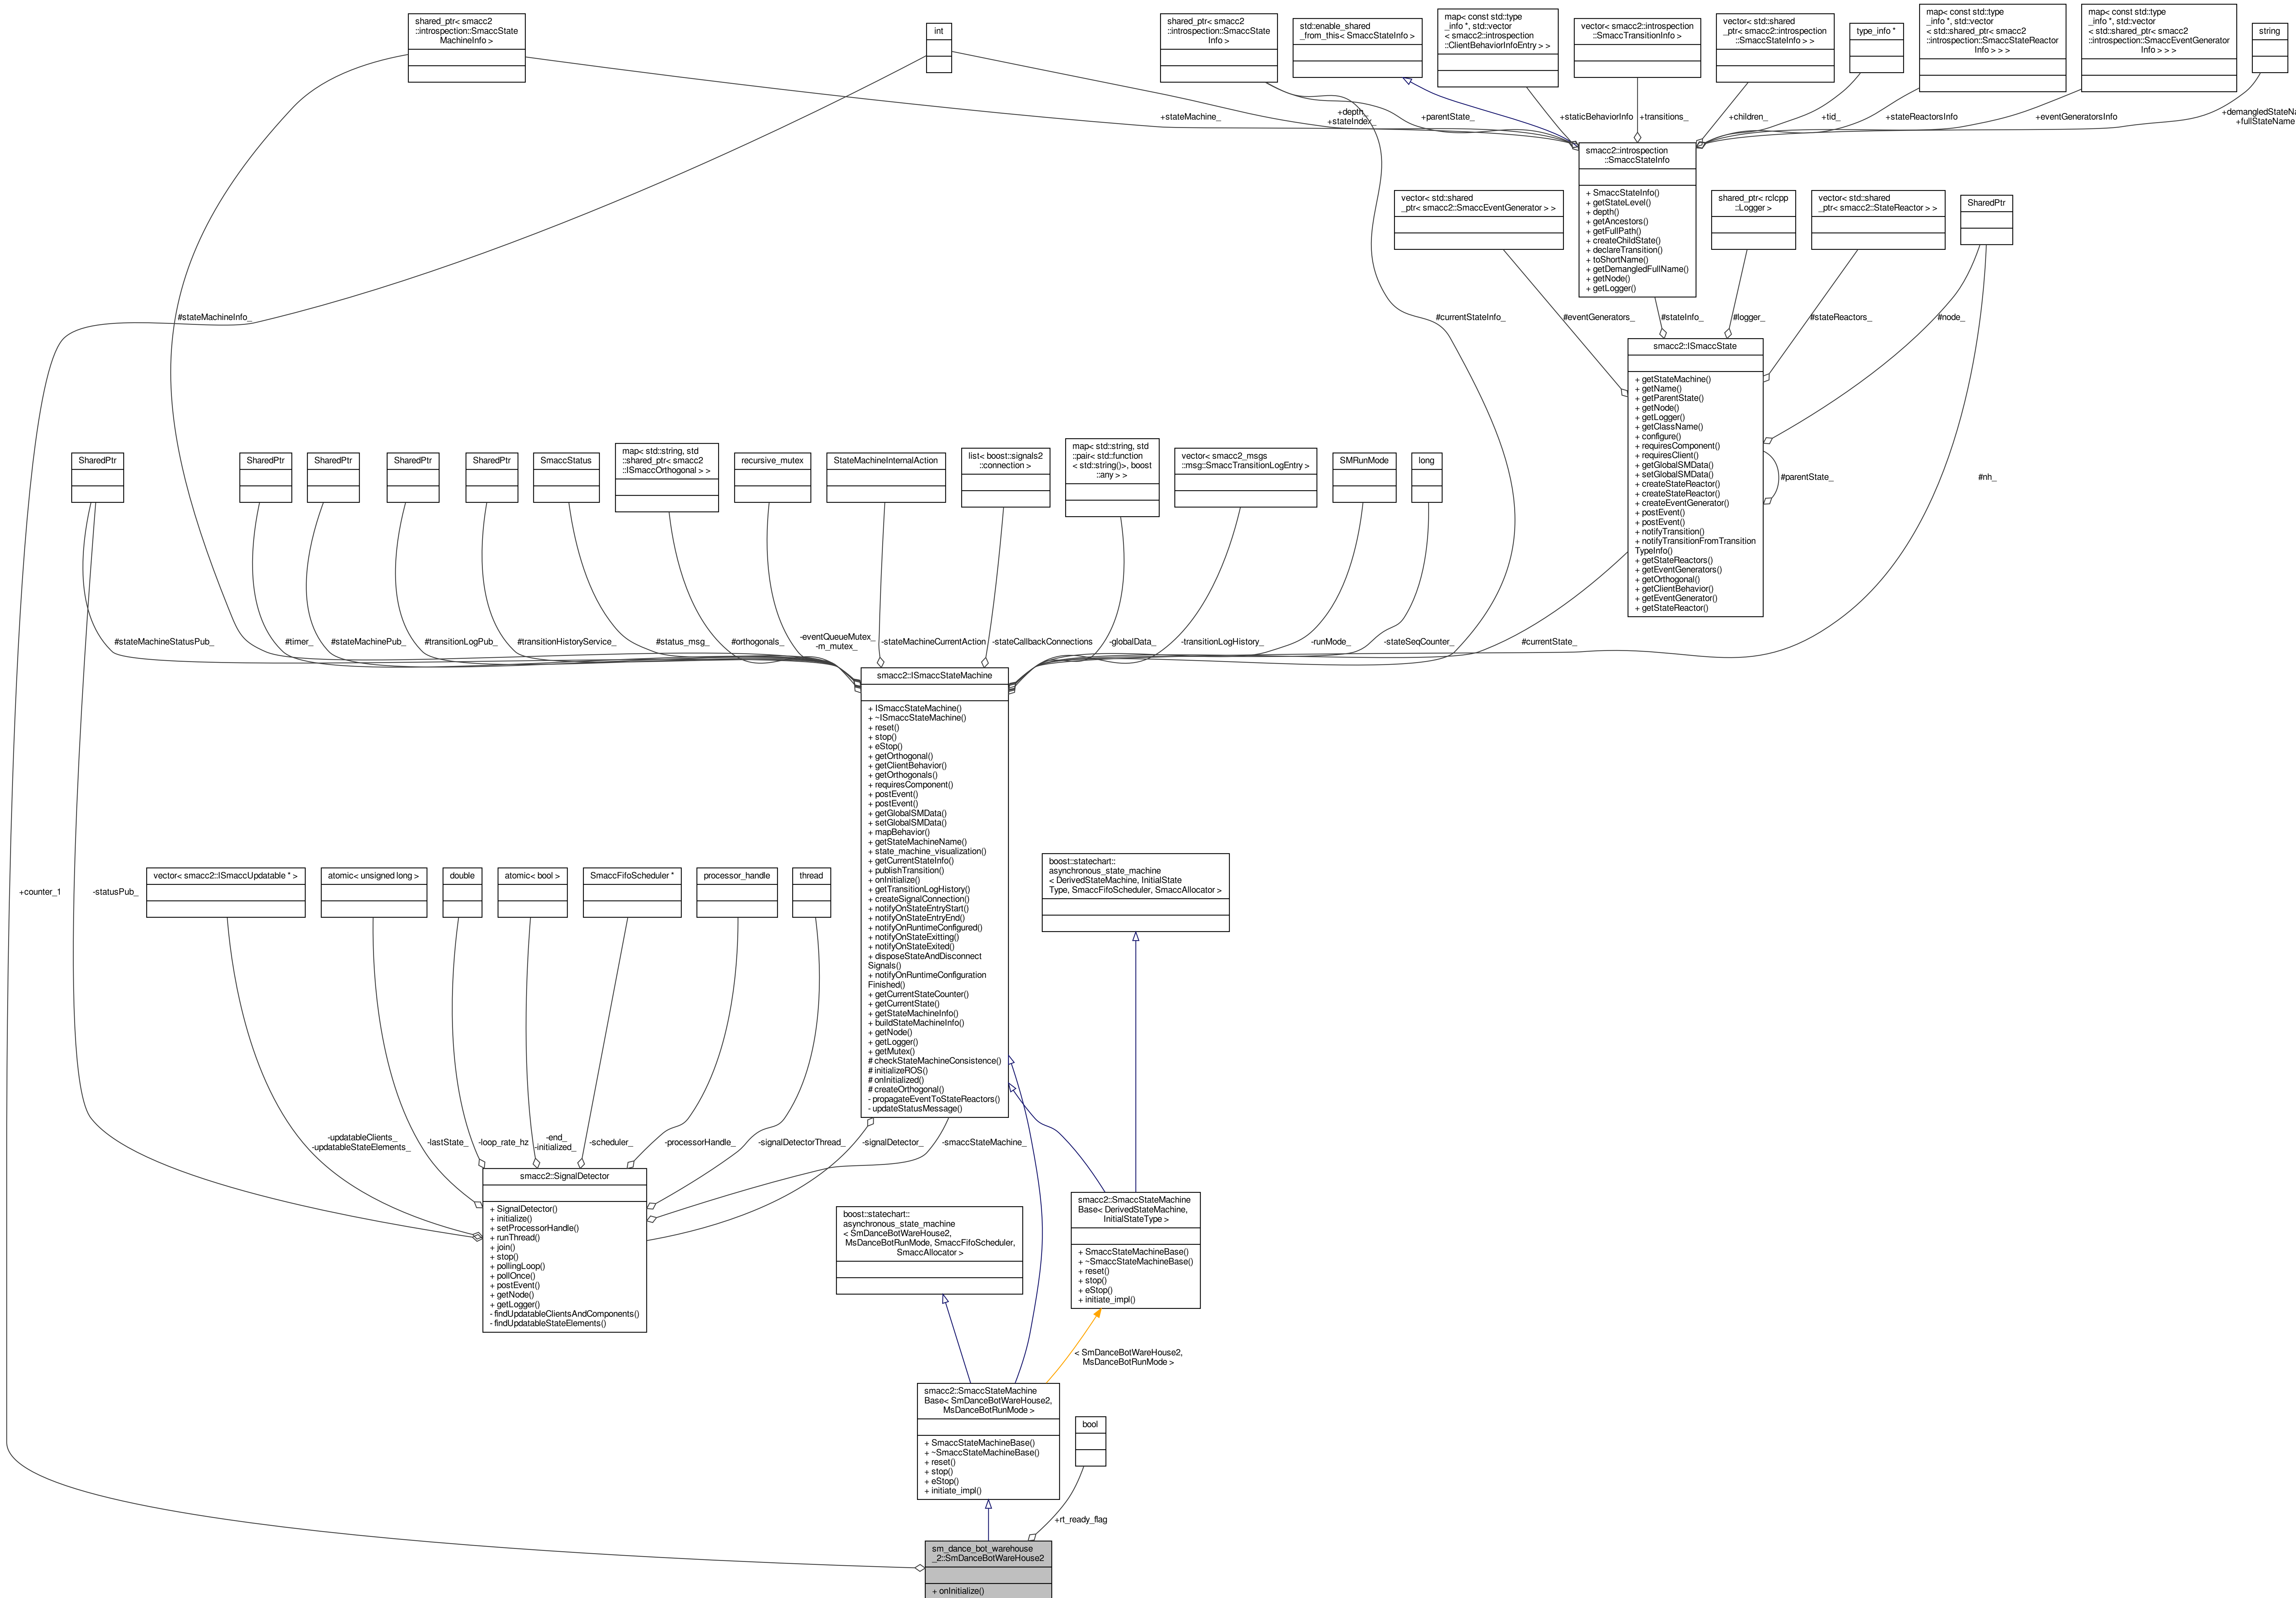 shared_ptr< smacc2
::introspection::SmaccState
MachineInfo >
int
shared_ptr< smacc2
::introspection::SmaccState
Info >
std::enable_shared
_from_this< SmaccStateInfo >
map< const std::type
_info *, std::vector
< smacc2::introspection
::ClientBehaviorInfoEntry > >
vector< smacc2::introspection
::SmaccTransitionInfo >
vector< std::shared
_ptr< smacc2::introspection
::SmaccStateInfo > >
type_info *
map< const std::type
_info *, std::vector
< std::shared_ptr< smacc2
::introspection::SmaccStateReactor
Info > > >
map< const std::type
_info *, std::vector
< std::shared_ptr< smacc2
::introspection::SmaccEventGenerator
Info > > >
string
+stateMachine_
+depth_
+stateIndex_
+parentState_
+staticBehaviorInfo
+transitions_
+children_
+tid_
+stateReactorsInfo
+eventGeneratorsInfo
+demangledStateNa
+fullStateName
smacc2::introspection
::SmaccStateInfo
+ SmaccStateInfo()
+ getStateLevel()
+ depth()
+ getAncestors()
+ getFullPath()
+ createChildState()
+ declareTransition()
+ toShortName()
+ getDemangledFullName()
+ getNode()
+ getLogger()
vector< std::shared
_ptr< smacc2::SmaccEventGenerator > >
shared_ptr< rclcpp
::Logger >
vector< std::shared
_ptr< smacc2::StateReactor > >
SharedPtr
#stateMachineInfo_
#currentStateInfo_
#eventGenerators_
#stateInfo_
#logger_
#stateReactors_
#node_
smacc2::ISmaccState
+ getStateMachine()
+ getName()
+ getParentState()
+ getNode()
+ getLogger()
+ getClassName()
+ configure()
+ requiresComponent()
+ requiresClient()
+ getGlobalSMData()
+ setGlobalSMData()
+ createStateReactor()
+ createStateReactor()
+ createEventGenerator()
+ postEvent()
+ postEvent()
+ notifyTransition()
+ notifyTransitionFromTransition
TypeInfo()
+ getStateReactors()
+ getEventGenerators()
+ getOrthogonal()
+ getClientBehavior()
+ getEventGenerator()
+ getStateReactor()
#parentState_
#nh_
SharedPtr
SharedPtr
SharedPtr
SharedPtr
SharedPtr
SmaccStatus
map< std::string, std
::shared_ptr< smacc2
::ISmaccOrthogonal > >
recursive_mutex
StateMachineInternalAction
list< boost::signals2
::connection >
map< std::string, std
::pair< std::function
< std::string()>, boost
::any > >
vector< smacc2_msgs
::msg::SmaccTransitionLogEntry >
SMRunMode
long
#stateMachineStatusPub_
#timer_
#stateMachinePub_
#transitionLogPub_
#transitionHistoryService_
#status_msg_
#orthogonals_
-eventQueueMutex_
-m_mutex_
-stateMachineCurrentAction
-stateCallbackConnections
-globalData_
-transitionLogHistory_
-runMode_
-stateSeqCounter_
#currentState_
smacc2::ISmaccStateMachine
+ ISmaccStateMachine()
+ ~ISmaccStateMachine()
+ reset()
+ stop()
+ eStop()
+ getOrthogonal()
+ getClientBehavior()
+ getOrthogonals()
+ requiresComponent()
+ postEvent()
+ postEvent()
+ getGlobalSMData()
+ setGlobalSMData()
+ mapBehavior()
+ getStateMachineName()
+ state_machine_visualization()
+ getCurrentStateInfo()
+ publishTransition()
+ onInitialize()
+ getTransitionLogHistory()
+ createSignalConnection()
+ notifyOnStateEntryStart()
+ notifyOnStateEntryEnd()
+ notifyOnRuntimeConfigured()
+ notifyOnStateExitting()
+ notifyOnStateExited()
+ disposeStateAndDisconnect
Signals()
+ notifyOnRuntimeConfiguration
Finished()
+ getCurrentStateCounter()
+ getCurrentState()
+ getStateMachineInfo()
+ buildStateMachineInfo()
+ getNode()
+ getLogger()
+ getMutex()
# checkStateMachineConsistence()
# initializeROS()
# onInitialized()
# createOrthogonal()
- propagateEventToStateReactors()
- updateStatusMessage()
+counter_1
-statusPub_
vector< smacc2::ISmaccUpdatable * >
atomic< unsigned long >
double
atomic< bool >
SmaccFifoScheduler *
processor_handle
thread
boost::statechart::
asynchronous_state_machine
< DerivedStateMachine, InitialState
Type, SmaccFifoScheduler, SmaccAllocator >
-updatableClients_
-updatableStateElements_
-lastState_
-loop_rate_hz
-end_
-initialized_
-scheduler_
-processorHandle_
-signalDetectorThread_
-signalDetector_
-smaccStateMachine_
smacc2::SignalDetector
+ SignalDetector()
+ initialize()
+ setProcessorHandle()
+ runThread()
+ join()
+ stop()
+ pollingLoop()
+ pollOnce()
+ postEvent()
+ getNode()
+ getLogger()
- findUpdatableClientsAndComponents()
- findUpdatableStateElements()
boost::statechart::
asynchronous_state_machine
< SmDanceBotWareHouse2,
MsDanceBotRunMode, SmaccFifoScheduler,
SmaccAllocator >
smacc2::SmaccStateMachine
Base< DerivedStateMachine,
InitialStateType >
+ SmaccStateMachineBase()
+ ~SmaccStateMachineBase()
+ reset()
+ stop()
+ eStop()
+ initiate_impl()
< SmDanceBotWareHouse2,
MsDanceBotRunMode >
smacc2::SmaccStateMachine
Base< SmDanceBotWareHouse2,
MsDanceBotRunMode >
+ SmaccStateMachineBase()
+ ~SmaccStateMachineBase()
+ reset()
+ stop()
+ eStop()
+ initiate_impl()
bool
+rt_ready_flag
sm_dance_bot_warehouse
_2::SmDanceBotWareHouse2
+ onInitialize()